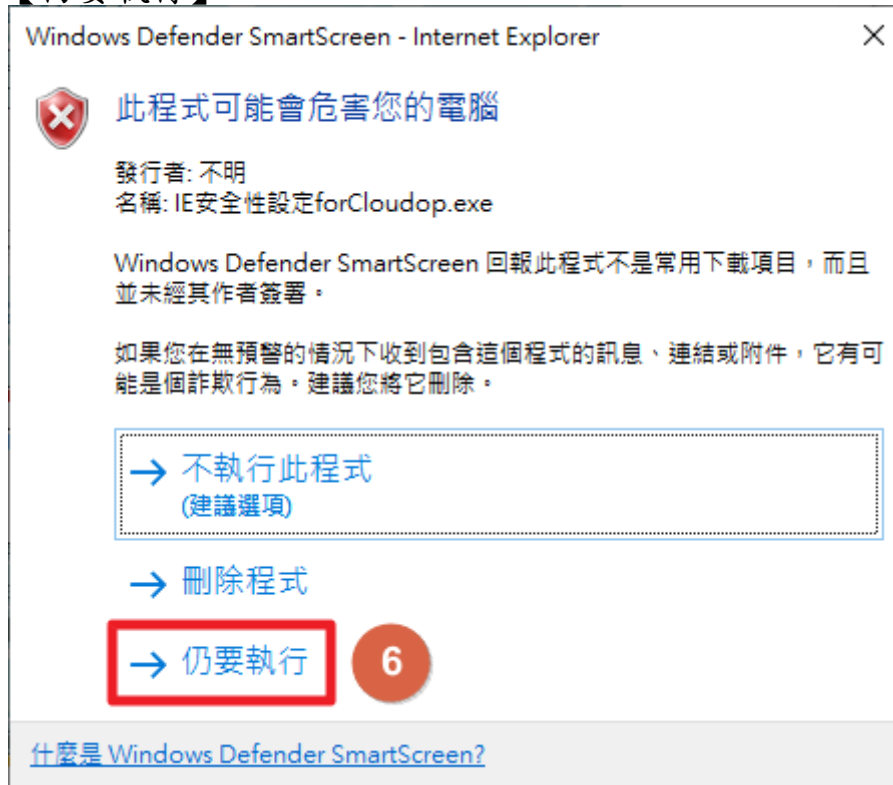 Windows Defender SmartScreen - Internet Explorer
此程式可能會危害您的電腦
發行者: 不明
名稱: IE安全性設定forCloudop.exe
Windows Defender SmartScreen 回報此程式不是常用下載項目，而且
並未經其作者簽署。
如果您在無預警的情況下收到包含這個程式的訊息、連結或附件，它有可
能是個詐欺行為。建議您將它刪除。
→ 不執行此程式
(建議選項)
→ 刪除程式
→ 仍要執行 6
什麼是 Windows Defender SmartScreen?